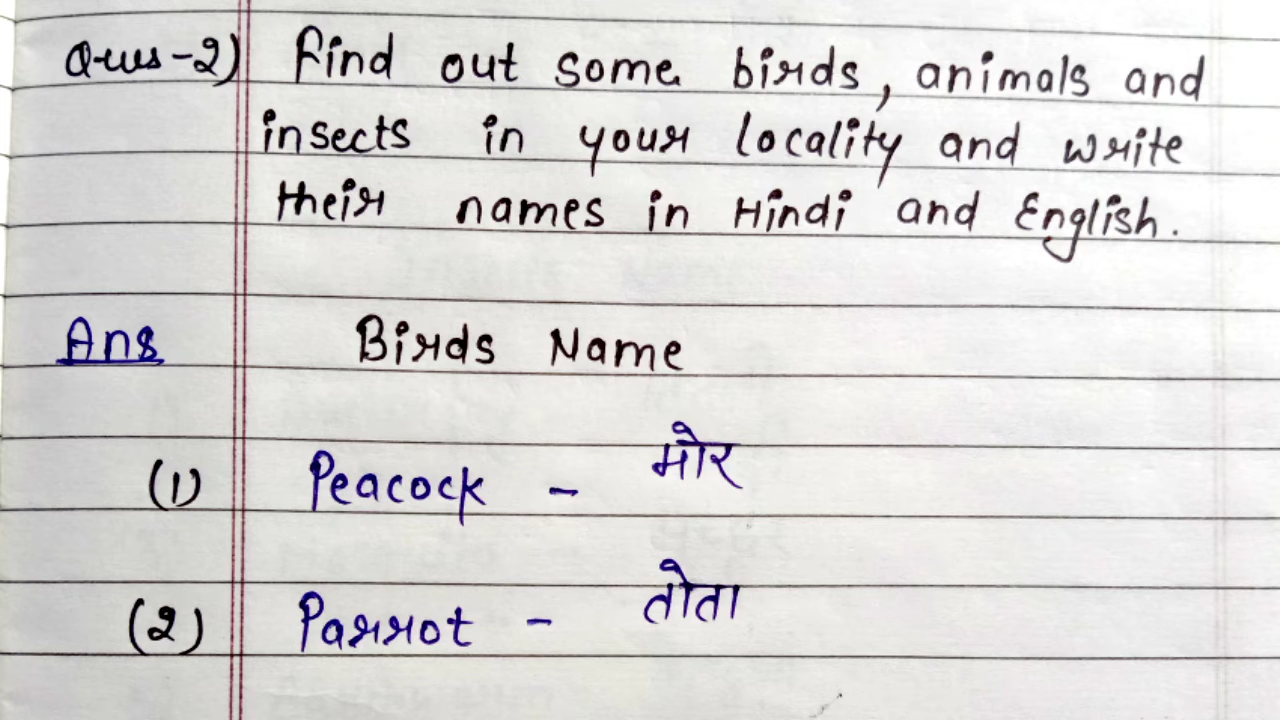 Ques-2) Find out some birds, animals and
insects in your locality and write
their names in Hindi and English.
Ans Birds Name
(1) Peacock - मोर
(2) Parrot - तोता